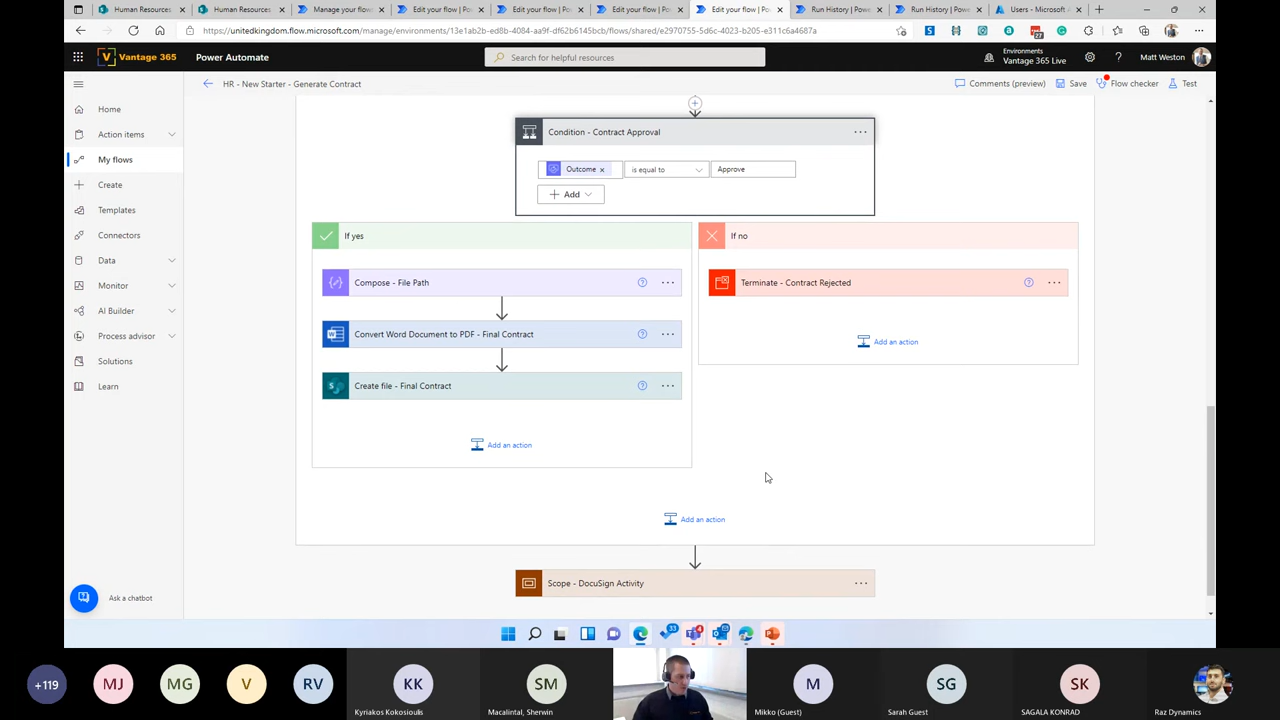 Human Resources
Human Resources
Manage your flow
Edit your flow | Po
Edit your flow | Po
Edit your flow | Po
Edit your flow | Po
Run History | Powe
Run History | Powe
Users - Microsoft A
https://unitedkingdom.flow.microsoft.com/manage/environments/13e1ab2b-ed8b-4084-aa9f-df62b6145bcb/flows/shared/e2970755-5d6c-4023-b205-e311c6a4687a
Vantage 365
Power Automate
Search for helpful resources
Environments
Vantage 365 Live
Matt Weston
HR - New Starter - Generate Contract
Comments (preview)
Save
Flow checker
Test
Home
Action items
My flows
Create
Templates
Connectors
Data
Monitor
AI Builder
Process advisor
Solutions
Learn
Ask a chatbot
Condition - Contract Approval
Outcome
is equal to
Approve
Add
If yes
If no
Compose - File Path
Terminate - Contract Rejected
Convert Word Document to PDF - Final Contract
Add an action
Create file - Final Contract
Add an action
Add an action
Scope - DocuSign Activity
+119
MJ
MG
V
RV
KK
SM
M
SG
SK
Kyriakos Kokosioulis
Macalintal, Sherwin
Mikko (Guest)
Sarah Guest
SAGALA KONRAD
Raz Dynamics